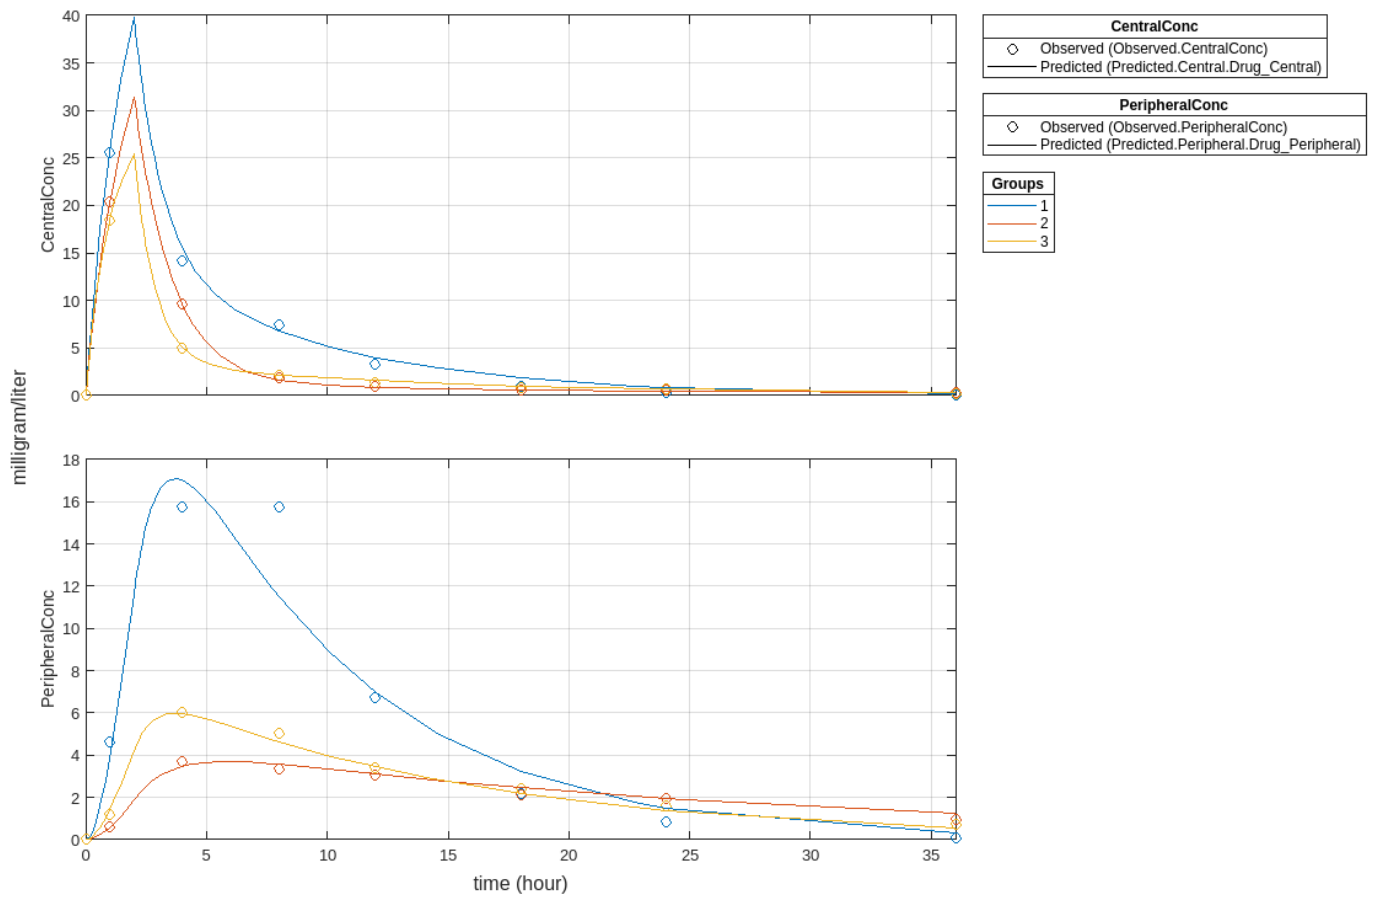 40
35
30
25
20
15
10
5
0
CentralConc
milligram/liter
18
16
14
12
10
8
6
4
2
0
PeripheralConc
0 5 10 15 20 25 30 35
time (hour)
CentralConc
Observed (Observed.CentralConc)
Predicted (Predicted.Central.Drug_Central)
PeripheralConc
Observed (Observed.PeripheralConc)
Predicted (Predicted.Peripheral.Drug_Peripheral)
Groups
1
2
3